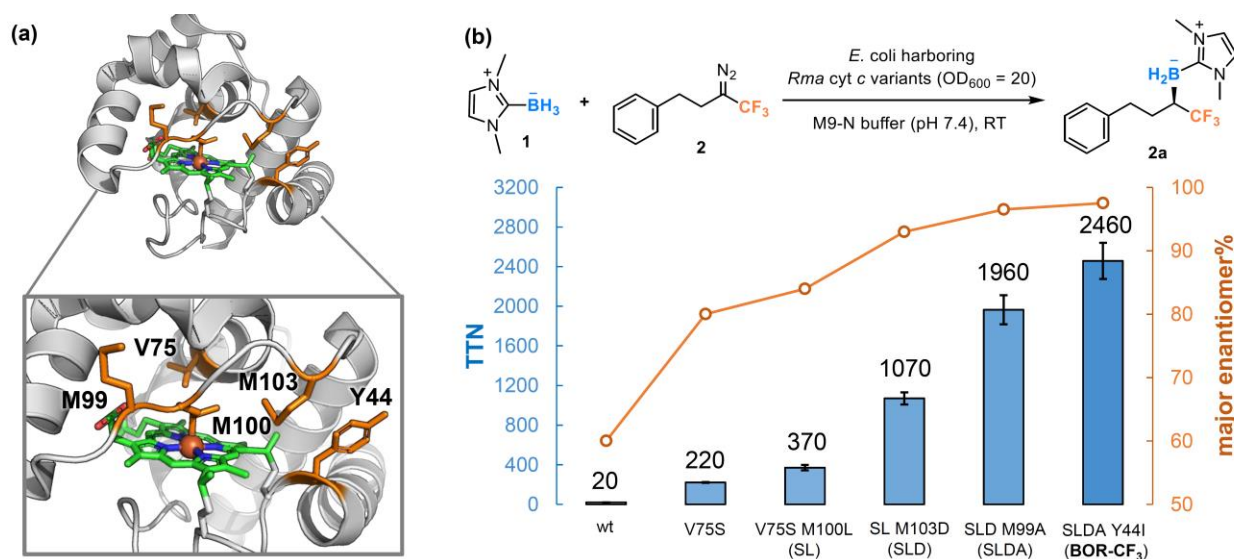 (a)
V75
M99
M103
M100
Y44
(b)
N
+
N
BH₃
−
1
+
N₂
CF₃
2
E. coli harboring
Rma cyt c variants (OD₆₀₀ = 20)
M9-N buffer (pH 7.4), RT
N
+
N
−
H₂B
CF₃
2a
TTN
3200
2800
2400
2000
1600
1200
800
400
0
20
220
370
1070
1960
2460
100
90
80
70
60
50
major enantiomer%
wt
V75S
V75S M100L
(SL)
SL M103D
(SLD)
SLD M99A
(SLDA)
SLDA Y44I
(BOR-CF₃)